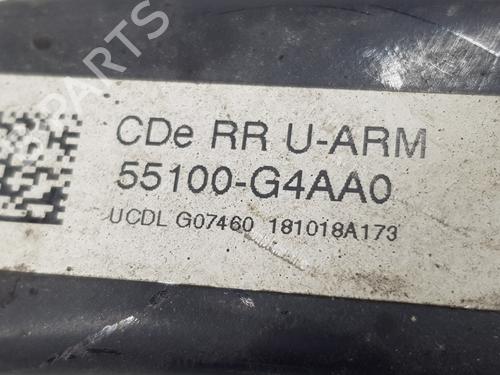 CDe RR U-ARM
55100-G4AA0
UCDL G07460 181018A173